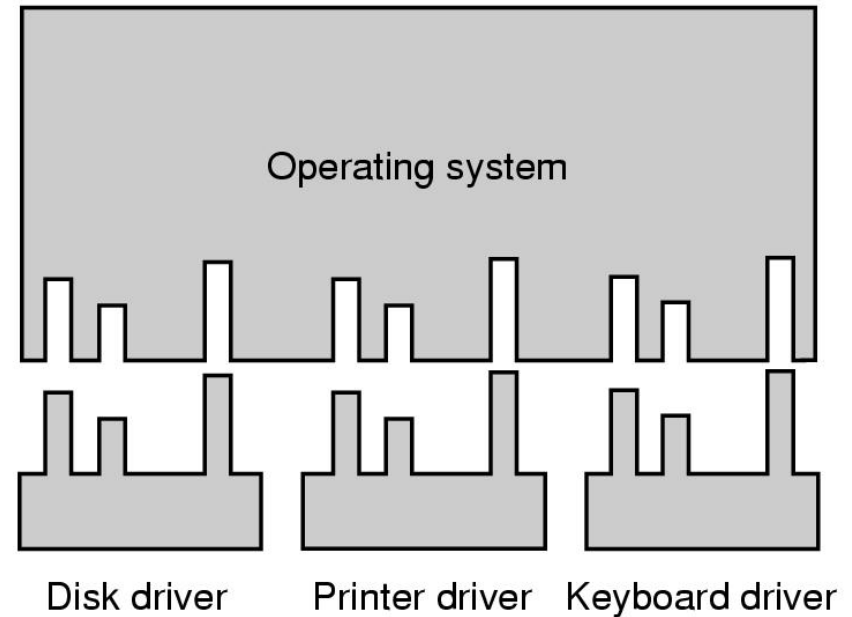 Operating system
Disk driver
Printer driver
Keyboard driver